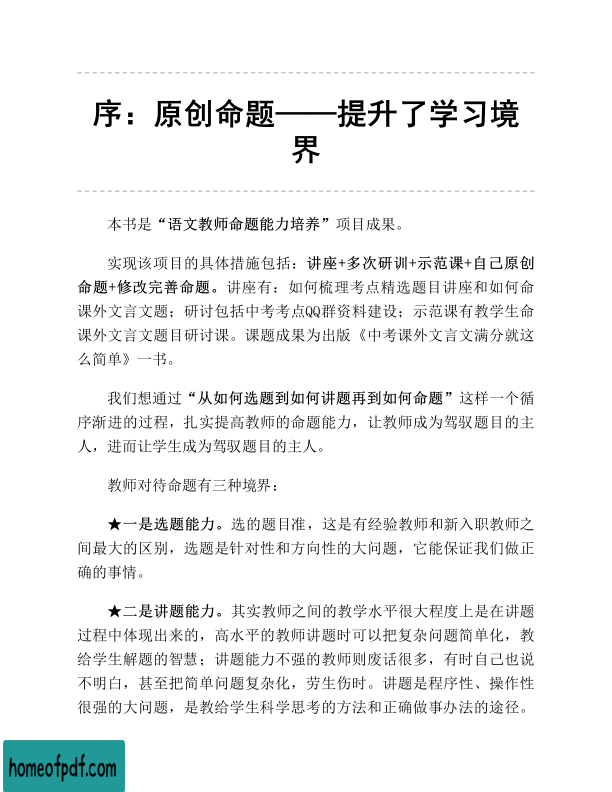 序：原创命题——提升了学习境
界
本书是“语文教师命题能力培养”项目成果。
实现该项目的具体措施包括：讲座+多次研训+示范课+自己原创
命题+修改完善命题。讲座有：如何梳理考点精选题目讲座和如何命
课外文言文题；研讨包括中考考点QQ群资料建设；示范课有教学生命
课外文言文题目研讨课。课题成果为出版《中考课外文言文满分就这
么简单》一书。
我们想通过“从如何选题到如何讲题再到如何命题”这样一个循
序渐进的过程，扎实提高教师的命题能力，让教师成为驾驭题目的主
人，进而让学生成为驾驭题目的主人。
教师对待命题有三种境界：
★一是选题能力。选的题目准，这是有经验教师和新入职教师之
间最大的区别，选题是针对性和方向性的大问题，它能保证我们做正
确的事情。
★二是讲题能力。其实教师之间的教学水平很大程度上是在讲题
过程中体现出来的，高水平的教师讲题时可以把复杂问题简单化，教
给学生解题的智慧；讲题能力不强的教师则废话很多，有时自己也说
不明白，甚至把简单问题复杂化，劳生伤时。讲题是程序性、操作性
很强的大问题，是教给学生科学思考的方法和正确做事办法的途径。
homeofpdf.com